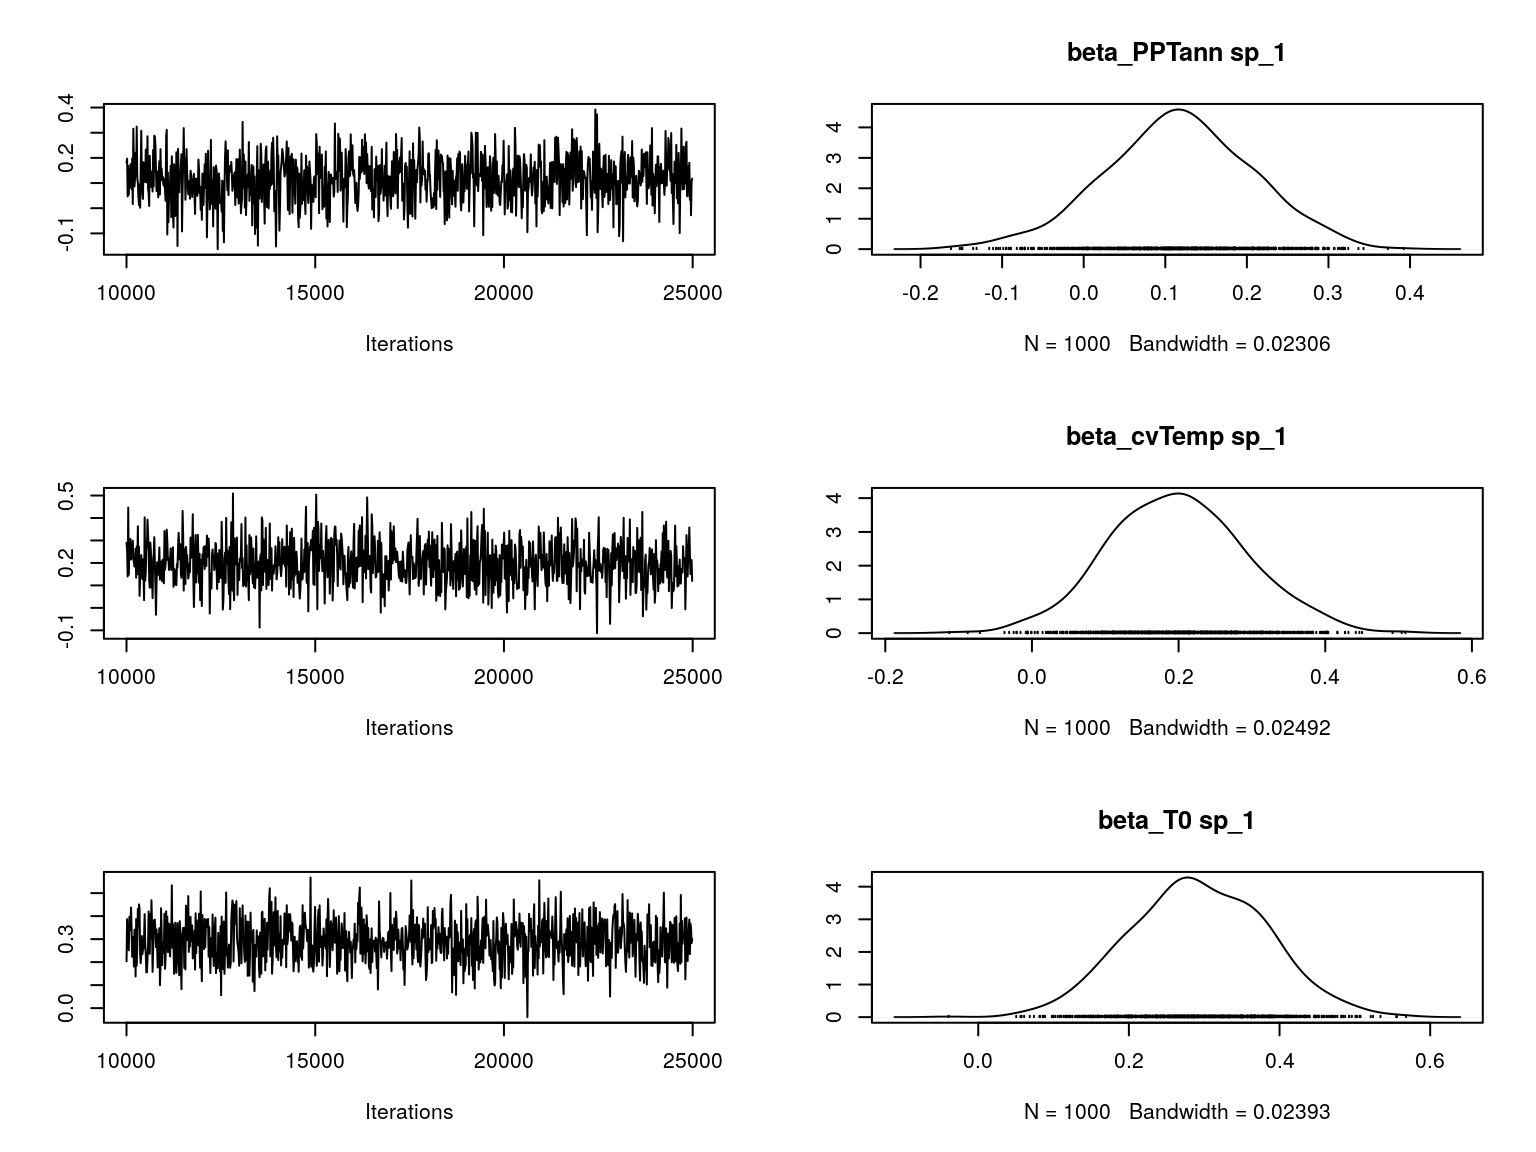 beta_PPTann sp_1
0.4
0.2
-0.1
10000 15000 20000 25000
Iterations
4
3
2
1
0
-0.2 -0.1 0.0 0.1 0.2 0.3 0.4
N = 1000 Bandwidth = 0.02306
beta_cvTemp sp_1
0.5
0.2
-0.1
10000 15000 20000 25000
Iterations
4
3
2
1
0
-0.2 0.0 0.2 0.4 0.6
N = 1000 Bandwidth = 0.02492
beta_T0 sp_1
0.3
0.0
10000 15000 20000 25000
Iterations
4
3
2
1
0
0.0 0.2 0.4 0.6
N = 1000 Bandwidth = 0.02393